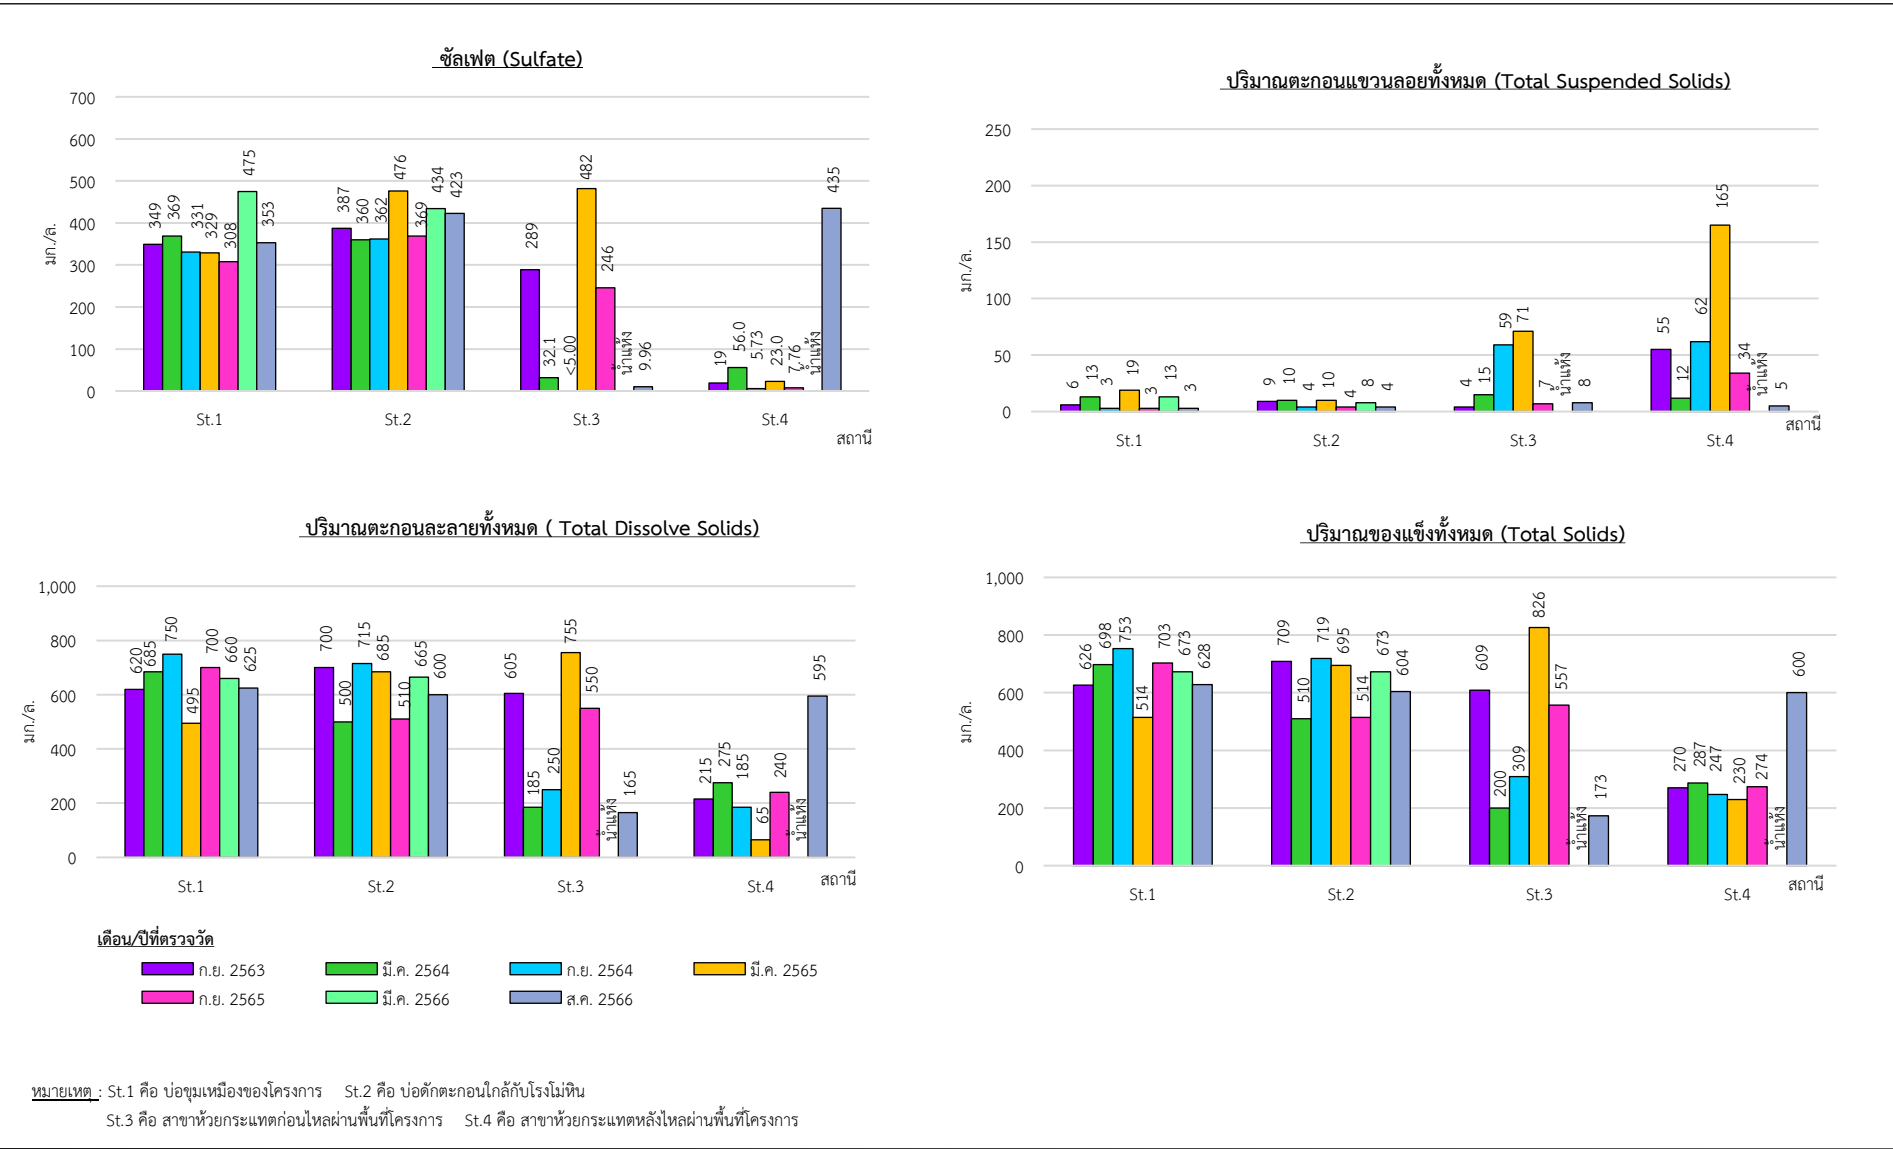 ซัลเฟต (Sulfate)
700
600
500
400
300
200
100
0
มก./ล.
349 369 331 329 308 475 353
387 360 362 476 369 434 423
289 32.1 <5.00 482 246 น้ำแห้ง 9.96
19 56.0 5.73 23.0 7.76 น้ำแห้ง 435
St.1 St.2 St.3 St.4
สถานี
ปริมาณตะกอนแขวนลอยทั้งหมด (Total Suspended Solids)
250
200
150
100
50
0
มก./ล.
6 13 3 19 3 13 3
9 10 4 10 4 8 4
4 15 59 71 7 น้ำแห้ง 8
55 12 62 165 34 น้ำแห้ง 5
St.1 St.2 St.3 St.4
สถานี
ปริมาณตะกอนละลายทั้งหมด ( Total Dissolve Solids)
1,000
800
600
400
200
0
มก./ล.
620 685 750 495 700 660 625
700 500 715 685 510 665 600
605 185 250 755 550 น้ำแห้ง 165
215 275 185 65 240 น้ำแห้ง 595
St.1 St.2 St.3 St.4
สถานี
ปริมาณของแข็งทั้งหมด (Total Solids)
1,000
800
600
400
200
0
มก./ล.
626 698 753 514 703 673 628
709 510 719 695 514 673 604
609 200 309 826 557 น้ำแห้ง 173
270 287 247 230 274 น้ำแห้ง 600
St.1 St.2 St.3 St.4
สถานี
เดือน/ปีที่ตรวจวัด
ก.ย. 2563 มี.ค. 2564 ก.ย. 2564 มี.ค. 2565
ก.ย. 2565 มี.ค. 2566 ส.ค. 2566
หมายเหตุ : St.1 คือ บ่อขุมเหมืองของโครงการ St.2 คือ บ่อดักตะกอนใกล้กับโรงโม่หิน
St.3 คือ สาขาห้วยกระแทตก่อนไหลผ่านพื้นที่โครงการ St.4 คือ สาขาห้วยกระแทตหลังไหลผ่านพื้นที่โครงการ